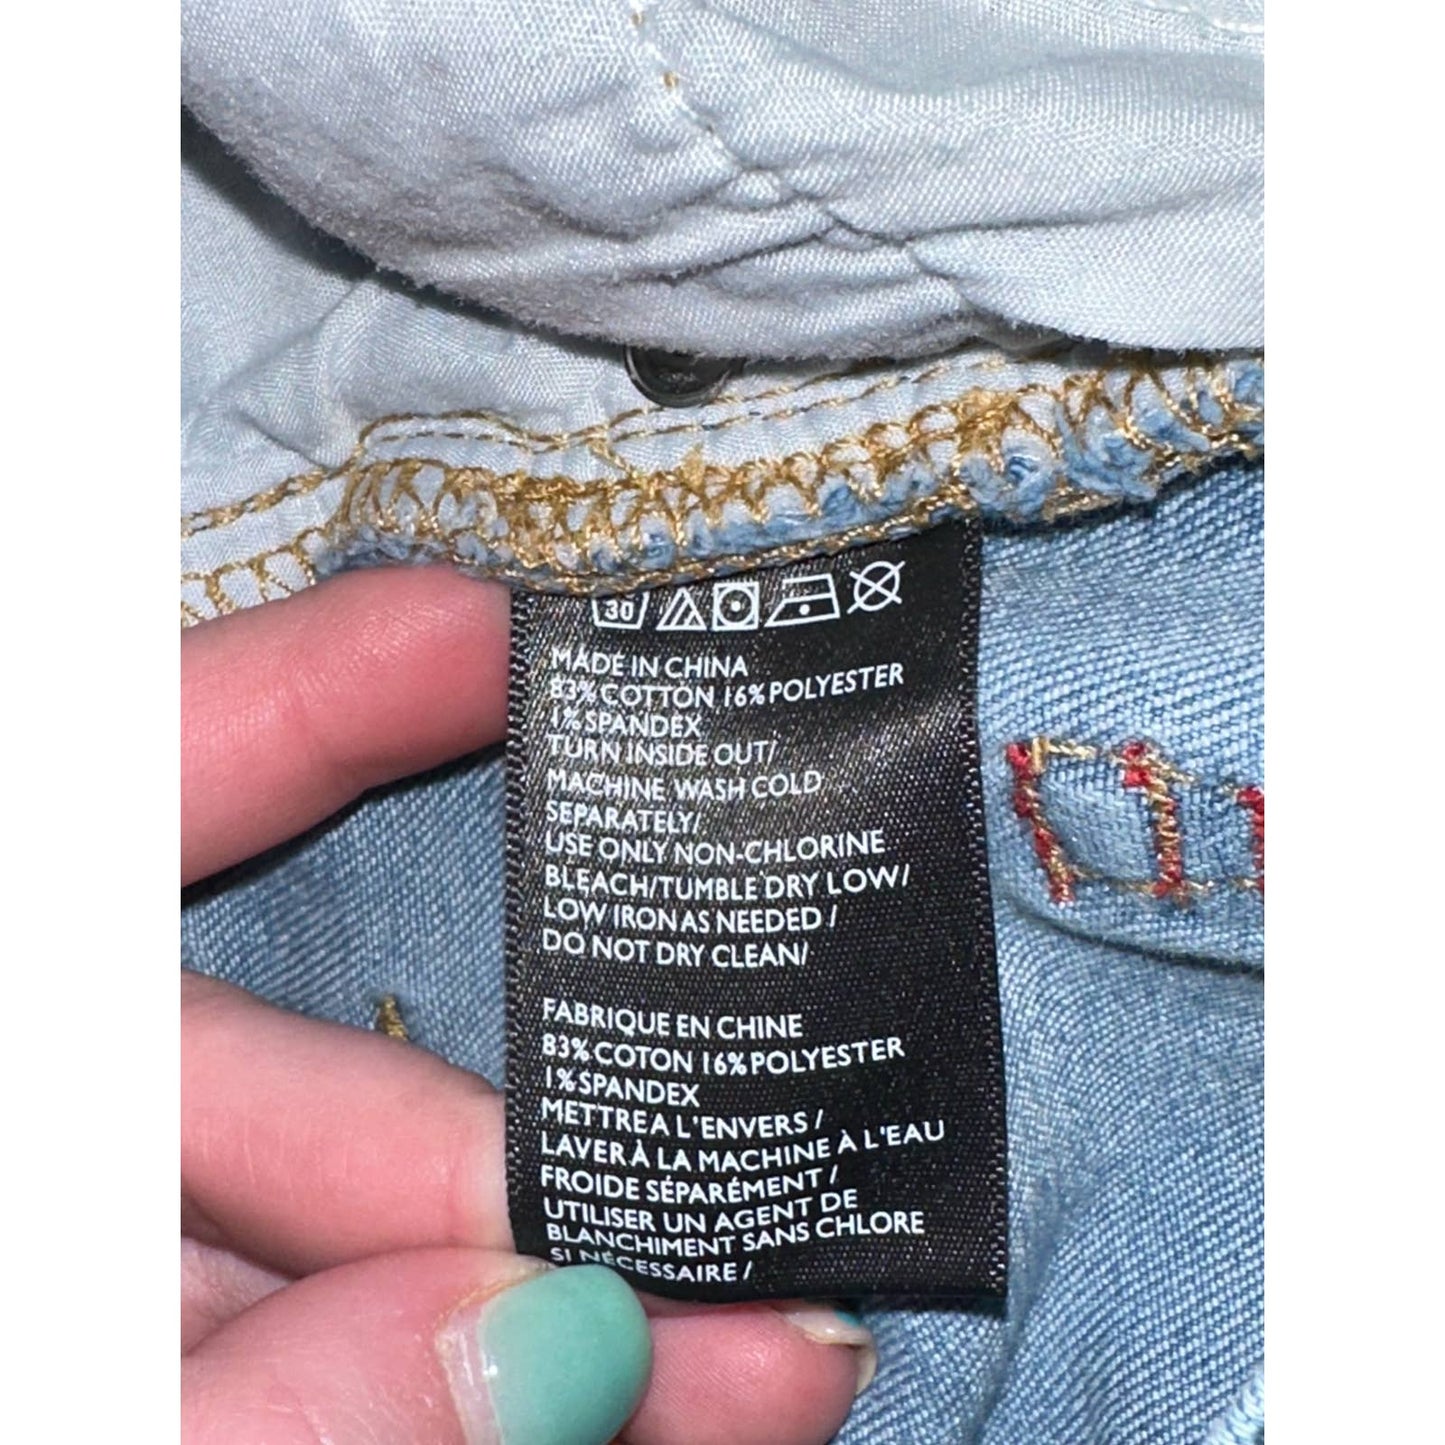 30
MADE IN CHINA
83% COTTON 16% POLYESTER
1% SPANDEX
TURN INSIDE OUT/
MACHINE WASH COLD
SEPARATELY/
USE ONLY NON-CHLORINE
BLEACH/TUMBLE DRY LOW/
LOW IRON AS NEEDED /
DO NOT DRY CLEAN/
FABRIQUE EN CHINE
83% COTON 16% POLYESTER
1% SPANDEX
METTRE A L'ENVERS /
LAVER À LA MACHINE À L'EAU
FROIDE SÉPARÉMENT /
UTILISER UN AGENT DE
BLANCHIMENT SANS CHLORE
SI NÉCESSAIRE /